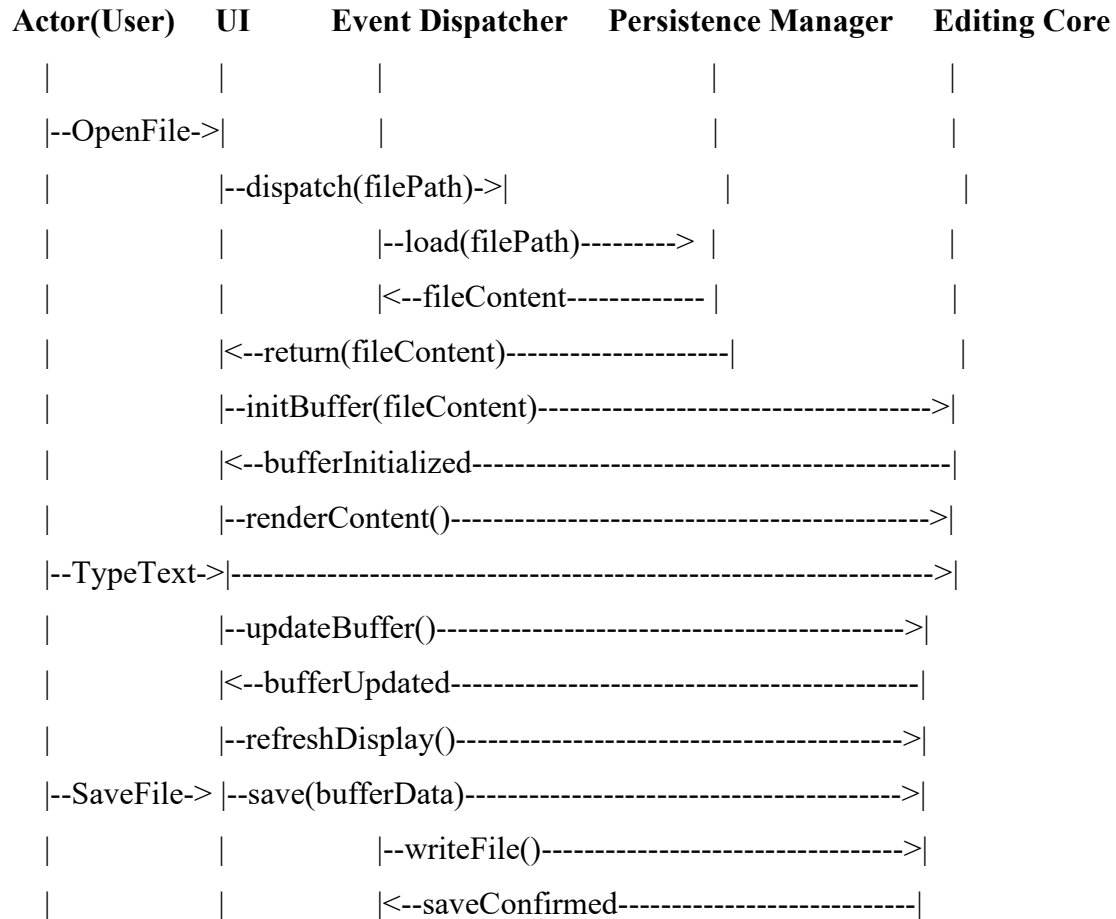 Actor(User) UI Event Dispatcher Persistence Manager Editing Core
| | | | |
|--OpenFile->| | | |
| |--dispatch(filePath)->| | |
| | |--load(filePath)---------> | |
| | |<--fileContent------------- | |
| |<--return(fileContent)---------------------| |
| |--initBuffer(fileContent)------------------------------------->|
| |<--bufferInitialized---------------------------------------------|
| |--renderContent()--------------------------------------------->|
|--TypeText->|------------------------------------------------------------------>|
| |--updateBuffer()-------------------------------------------->|
| |<--bufferUpdated--------------------------------------------|
| |--refreshDisplay()------------------------------------------>|
|--SaveFile-> |--save(bufferData)----------------------------------------->|
| | |--writeFile()---------------------------------->|
| | |<--saveConfirmed----------------------------|